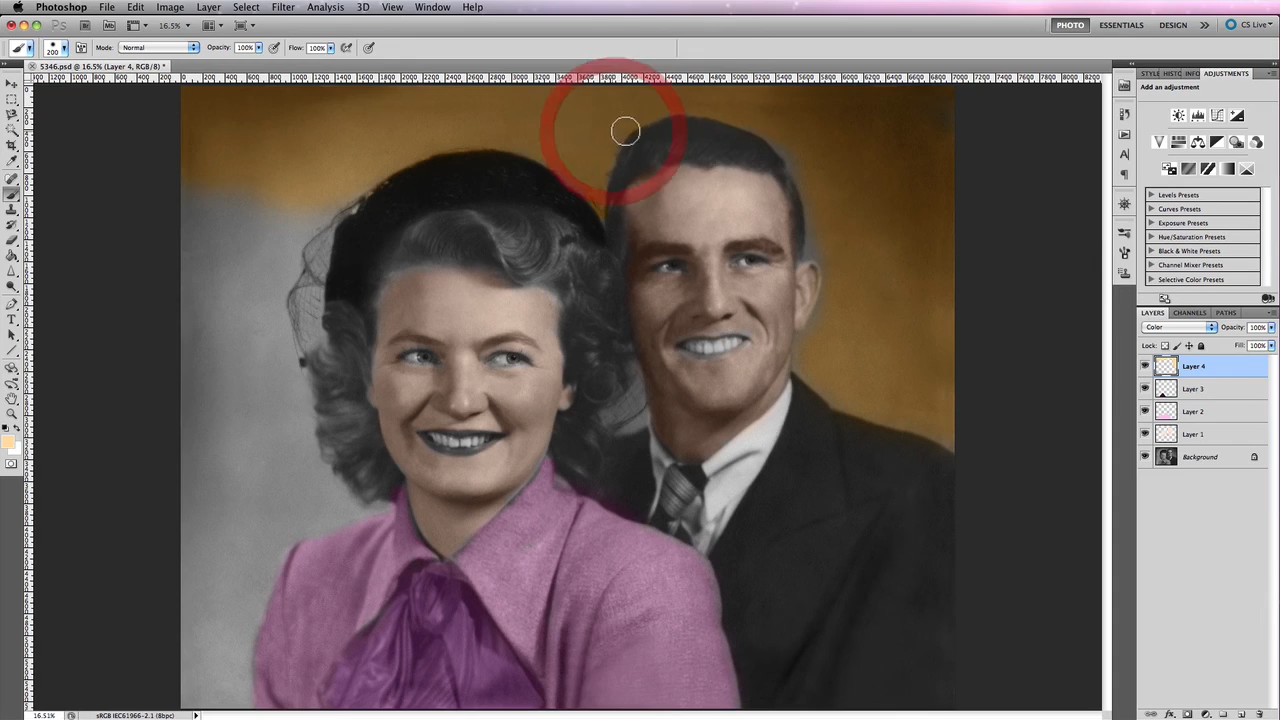 Photoshop File Edit Image Layer Select Filter Analysis 3D View Window Help
Ps Br Mb 16.5% PHOTO ESSENTIALS DESIGN CS Live
200 Mode: Normal Opacity: 100% Flow: 100%
5346.psd @ 16.5% (Layer 4, RGB/8) *
STYLE HISTO INFO ADJUSTMENTS
Add an adjustment
Levels Presets
Curves Presets
Exposure Presets
Hue/Saturation Presets
Black & White Presets
Channel Mixer Presets
Selective Color Presets
LAYERS CHANNELS PATHS
Color Opacity: 100%
Lock: Fill: 100%
Layer 4
Layer 3
Layer 2
Layer 1
Background
16.51% sRGB IEC61966-2.1 (8bpc)